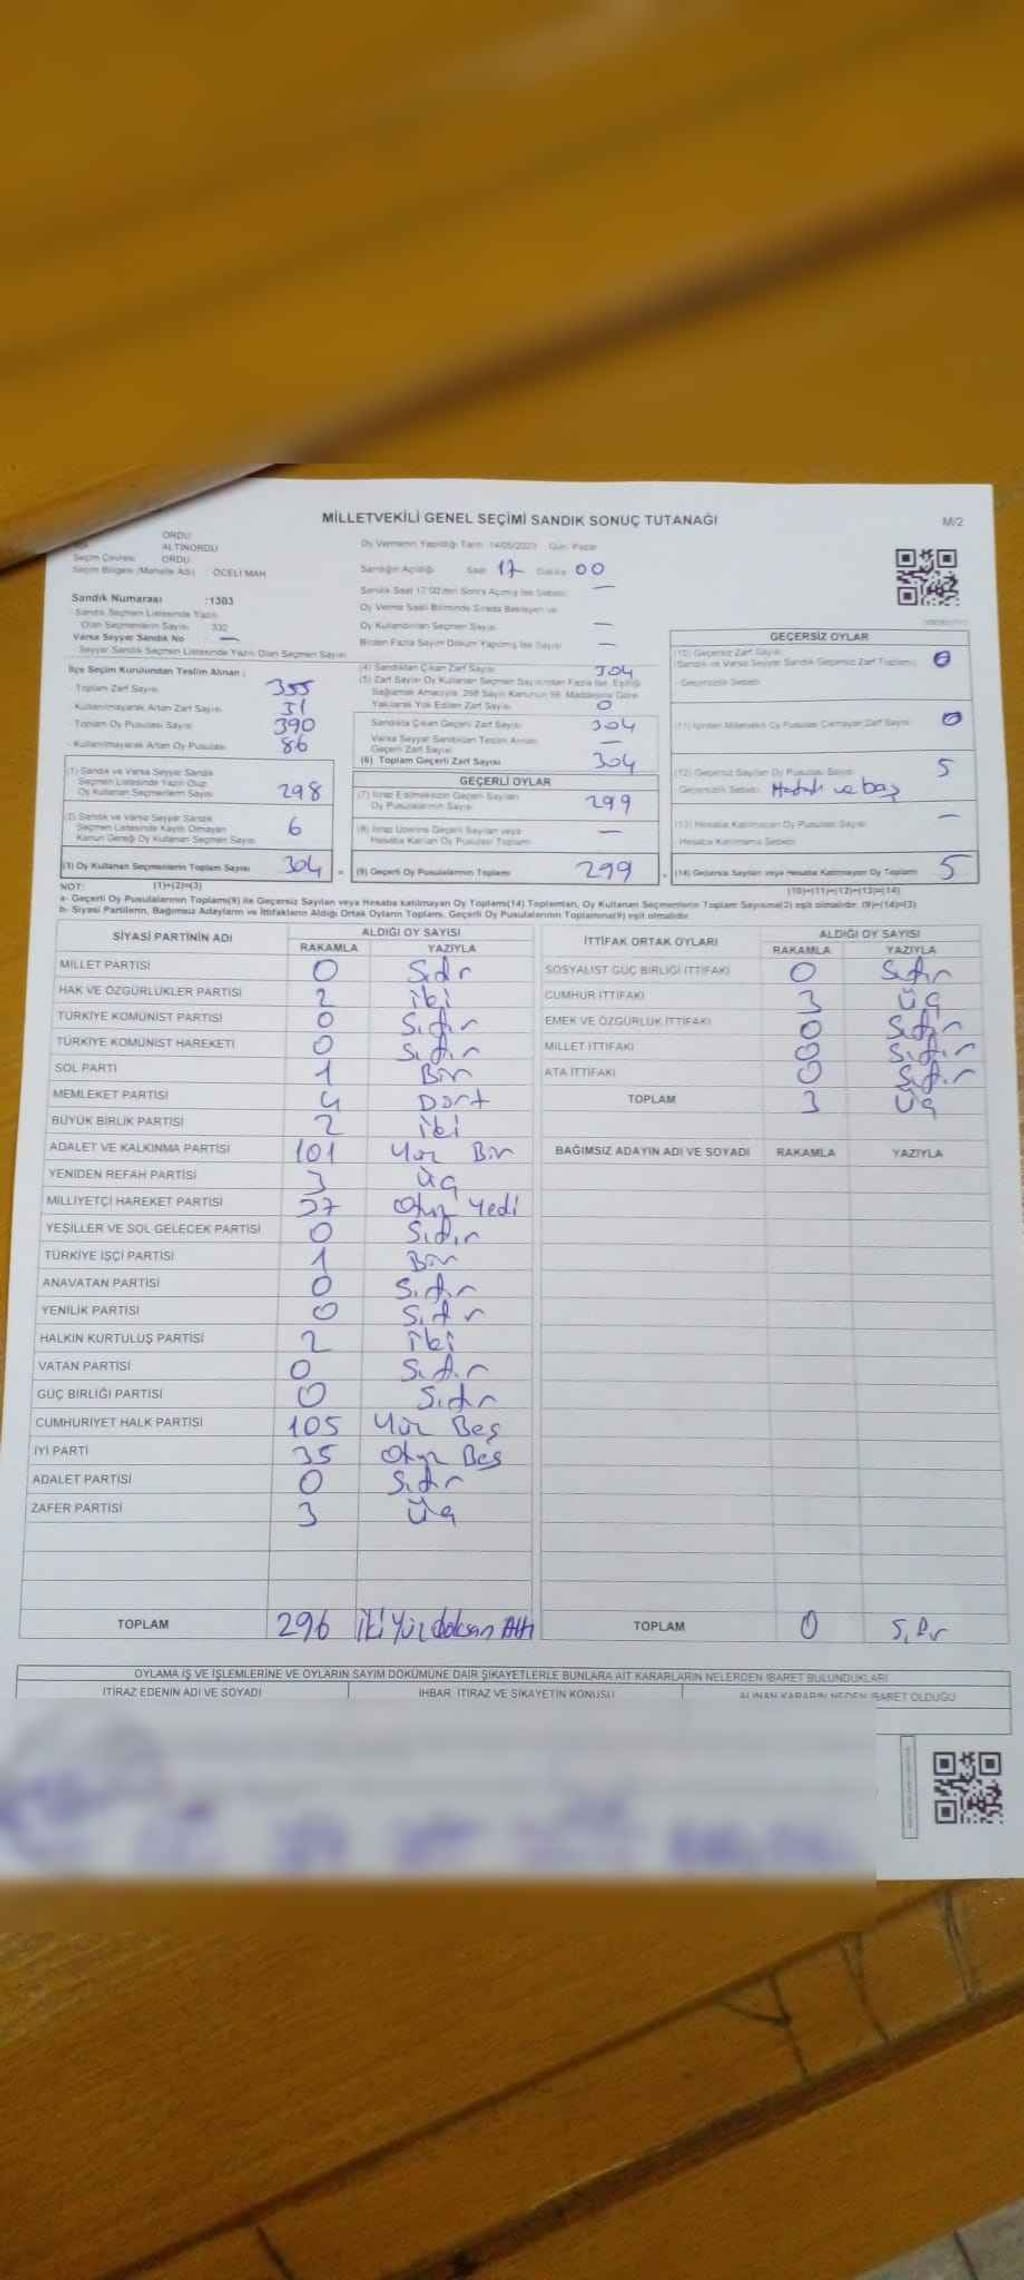 MİLLETVEKİLİ GENEL SEÇİMİ SANDIK SONUÇ TUTANAĞI
M/2
ORDU
ALTINORDU
Seçim Çevresi ORDU
Seçim Bölgesi (Mahalle Adı) ÖCELİ MAH
Sandık Numarası :1303
Sandık Seçmen Listesinde Yazılı
Olan Seçmenlerin Sayısı 332
Varsa Seyyar Sandık No —
Seyyar Sandık Seçmen Listesinde Yazılı Olan Seçmen Sayısı
Oy Vermenin Yapıldığı Tarih 14/05/2023 Gün: Pazar
Sandığın Açıldığı Saat 17 Dakika 00
Sandık Saat 17:00'den Sonra Açılmış İse Sebebi —
Oy Verme Saati Bitiminde Sırada Bekleyen ve
Oy Kullandırılan Seçmen Sayısı —
Birden Fazla Sayım Döküm Yapılmış İse Sayısı —
İlçe Seçim Kurulundan Teslim Alınan :
- Toplam Zarf Sayısı 355
- Kullanılmayarak Artan Zarf Sayısı 51
- Toplam Oy Pusulası Sayısı 390
- Kullanılmayarak Artan Oy Pusulası 86
(1) Sandık ve Varsa Seyyar Sandık
Seçmen Listesinde Yazılı Olup
Oy Kullanan Seçmenlerin Sayısı 298
(2) Sandık ve Varsa Seyyar Sandık
Seçmen Listesinde Kayıtlı Olmayan
Kanun Gereği Oy Kullanan Seçmen Sayısı 6
(3) Oy Kullanan Seçmenlerin Toplam Sayısı 304
(4) Sandıktan Çıkan Zarf Sayısı 304
(5) Zarf Sayısı Oy Kullanan Seçmen Sayısından Fazla İse, Eşitliği
Sağlamak Amacıyla, 298 Sayılı Kanunun 98. Maddesine Göre
Yakılarak Yok Edilen Zarf Sayısı 0
Sandıkta Çıkan Geçerli Zarf Sayısı 304
Varsa Seyyar Sandıktan Teslim Alınan
Geçerli Zarf Sayısı —
(6) Toplam Geçerli Zarf Sayısı 304
GEÇERLİ OYLAR
(7) İtiraz Edilmeksizin Geçerli Sayılan
Oy Pusulalarının Sayısı 299
(8) İtiraz Üzerine Geçerli Sayılan veya
Hesaba Katılan Oy Pusulası Toplamı —
(9) Geçerli Oy Pusulalarının Toplamı 299
GEÇERSİZ OYLAR
(10) Geçersiz Zarf Sayısı
(Sandık ve Varsa Seyyar Sandık Geçersiz Zarf Toplamı) 0
- Geçersizlik Sebebi
(11) İçinden Milletvekili Oy Pusulası Çıkmayan Zarf Sayısı 0
(12) Geçersiz Sayılan Oy Pusulası Sayısı 5
Geçersizlik Sebebi Hatalı ve boş
(13) Hesaba Katılmayan Oy Pusulası Sayısı —
Hesaba Katılmama Sebebi
(14) Geçersiz Sayılan veya Hesaba Katılmayan Oy Toplamı 5
NOT: (1)+(2)=(3)
(10)+(11)+(12)+(13)=(14)
a- Geçerli Oy Pusulalarının Toplamı(9) ile Geçersiz Sayılan veya Hesaba katılmayan Oy Toplamı(14) Toplamları, Oy Kullanan Seçmenlerin Toplam Sayısına(3) eşit olmalıdır. (9)+(14)=(3)
b- Siyasi Partilerin, Bağımsız Adayların ve İttifakların Aldığı Ortak Oyların Toplamı, Geçerli Oy Pusulalarının Toplamına(9) eşit olmalıdır.
SİYASİ PARTİNİN ADI ALDIĞI OY SAYISI
RAKAMLA YAZIYLA
MİLLET PARTİSİ 0 Sıfır
HAK VE ÖZGÜRLÜKLER PARTİSİ 2 iki
TÜRKİYE KOMÜNİST PARTİSİ 0 Sıfır
TÜRKİYE KOMÜNİST HAREKETİ 0 Sıfır
SOL PARTİ 1 Bir
MEMLEKET PARTİSİ 4 Dört
BÜYÜK BİRLİK PARTİSİ 2 iki
ADALET VE KALKINMA PARTİSİ 101 Yüz Bir
YENİDEN REFAH PARTİSİ 3 Üç
MİLLİYETÇİ HAREKET PARTİSİ 37 Otuz Yedi
YEŞİLLER VE SOL GELECEK PARTİSİ 0 Sıfır
TÜRKİYE İŞÇİ PARTİSİ 1 Bir
ANAVATAN PARTİSİ 0 Sıfır
YENİLİK PARTİSİ 0 Sıfır
HALKIN KURTULUŞ PARTİSİ 2 iki
VATAN PARTİSİ 0 Sıfır
GÜÇ BİRLİĞİ PARTİSİ 0 Sıfır
CUMHURİYET HALK PARTİSİ 105 Yüz Beş
İYİ PARTİ 35 Otuz Beş
ADALET PARTİSİ 0 Sıfır
ZAFER PARTİSİ 3 Üç
TOPLAM 296 İki Yüz doksan Altı
İTTİFAK ORTAK OYLARI ALDIĞI OY SAYISI
RAKAMLA YAZIYLA
SOSYALİST GÜÇ BİRLİĞİ İTTİFAKI 0 Sıfır
CUMHUR İTTİFAKI 3 Üç
EMEK VE ÖZGÜRLÜK İTTİFAKI 0 Sıfır
MİLLET İTTİFAKI 0 Sıfır
ATA İTTİFAKI 0 Sıfır
TOPLAM 3 Üç
BAĞIMSIZ ADAYIN ADI VE SOYADI RAKAMLA YAZIYLA
TOPLAM 0 Sıfır
OYLAMA İŞ VE İŞLEMLERİNE VE OYLARIN SAYIM DÖKÜMÜNE DAİR ŞİKAYETLERLE BUNLARA AİT KARARLARIN NELERDEN İBARET BULUNDUKLARI
İTİRAZ EDENİN ADI VE SOYADI İHBAR, İTİRAZ VE ŞİKAYETİN KONUSU ALINAN KARARIN NEDEN İBARET OLDUĞU